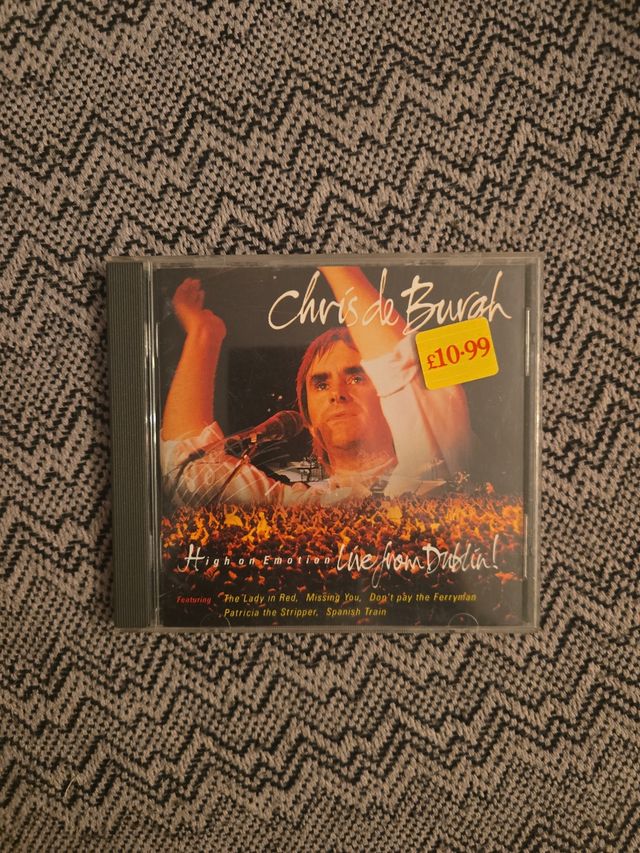 Chris de Burgh
£10·99
High on Emotion Live from Dublin!
Featuring The Lady in Red, Missing You, Don't pay the Ferryman
Patricia the Stripper, Spanish Train